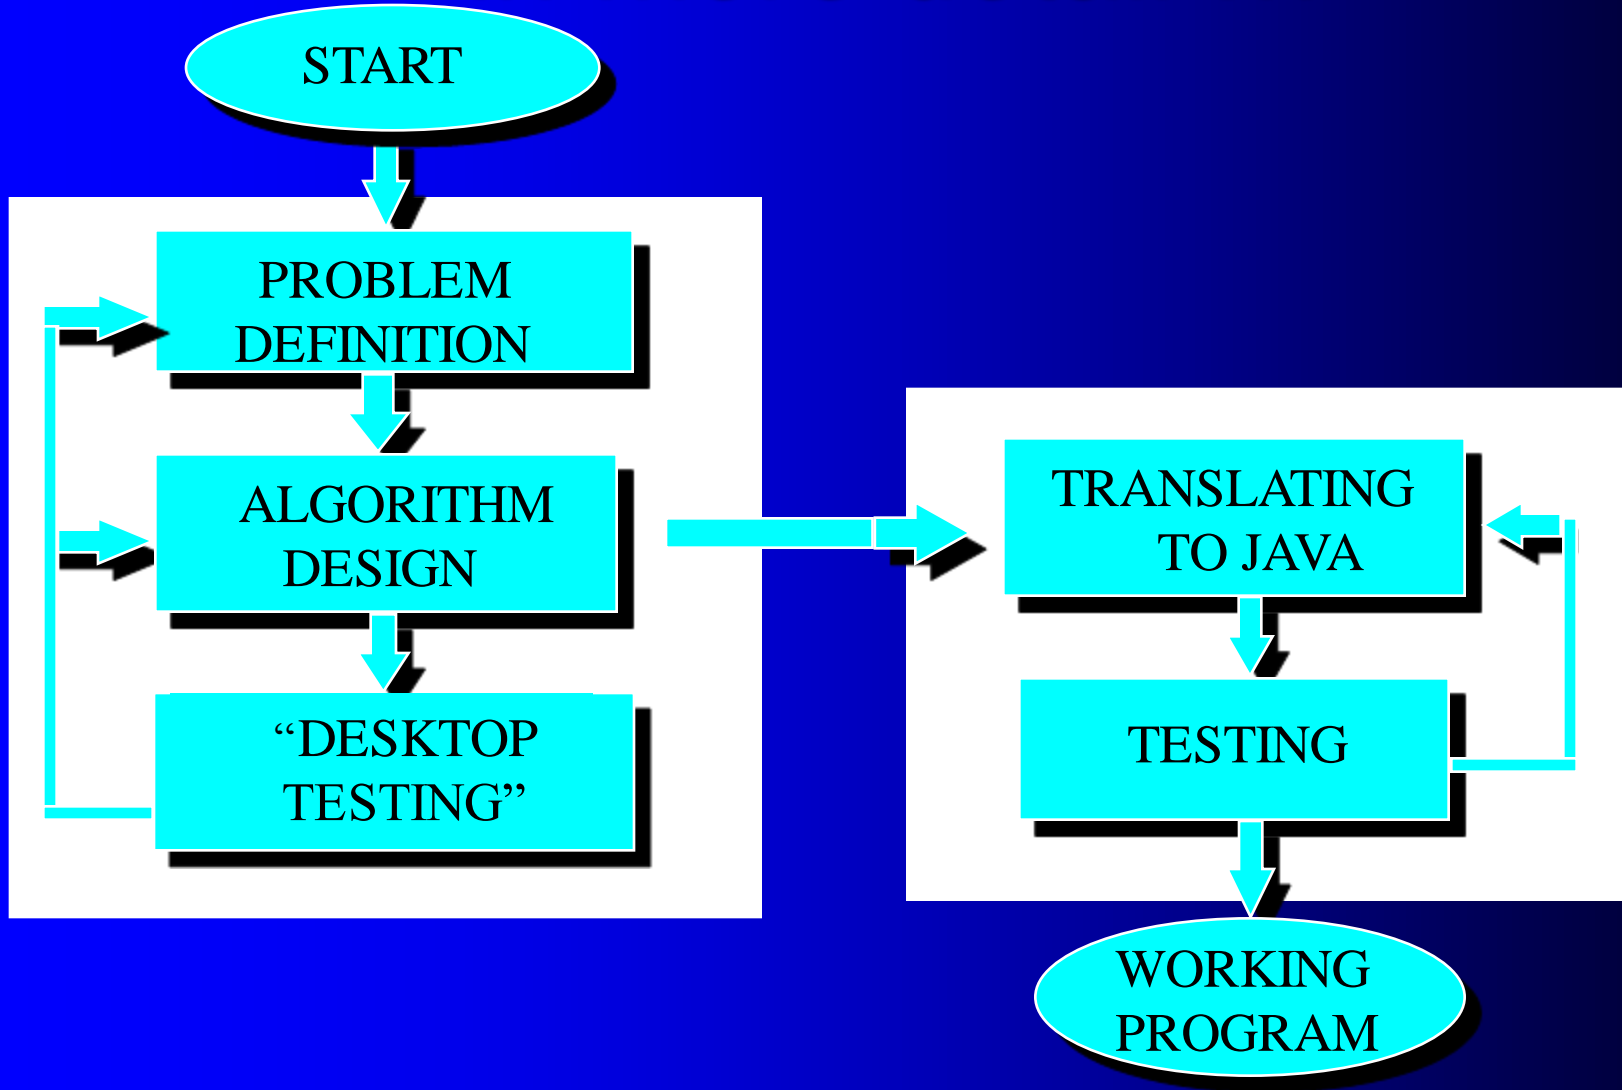 START
PROBLEM
DEFINITION
ALGORITHM
DESIGN
“DESKTOP
TESTING”
TRANSLATING
TO JAVA
TESTING
WORKING
PROGRAM